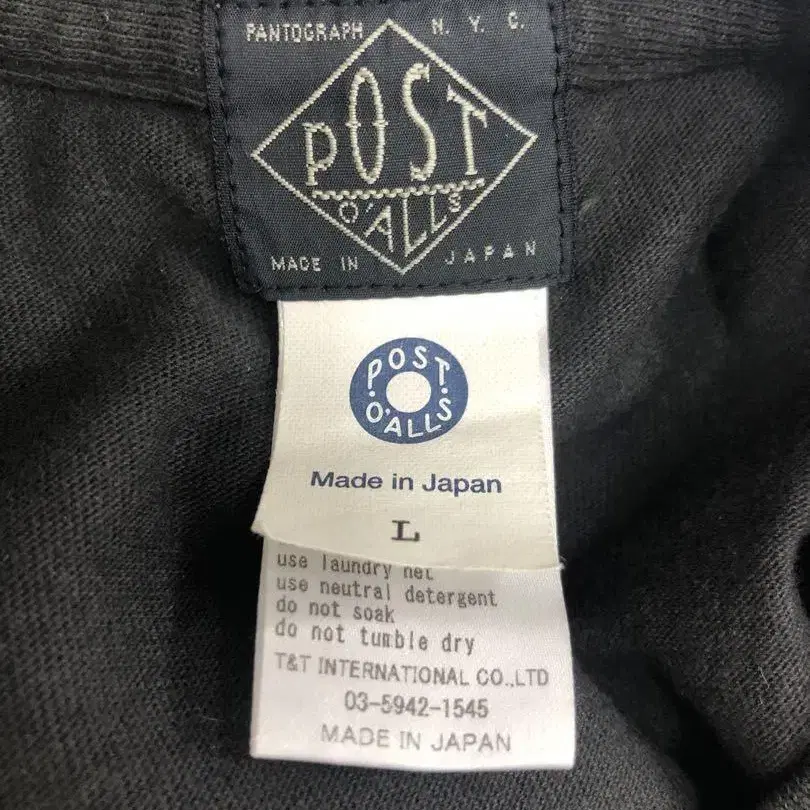 PANTOGRAPH N. Y. C.
POST
O'ALLS
MADE IN JAPAN
POST
O'ALLS
Made in Japan
L
use laundry net
use neutral detergent
do not soak
do not tumble dry
T&T INTERNATIONAL CO.,LTD
03-5942-1545
MADE IN JAPAN